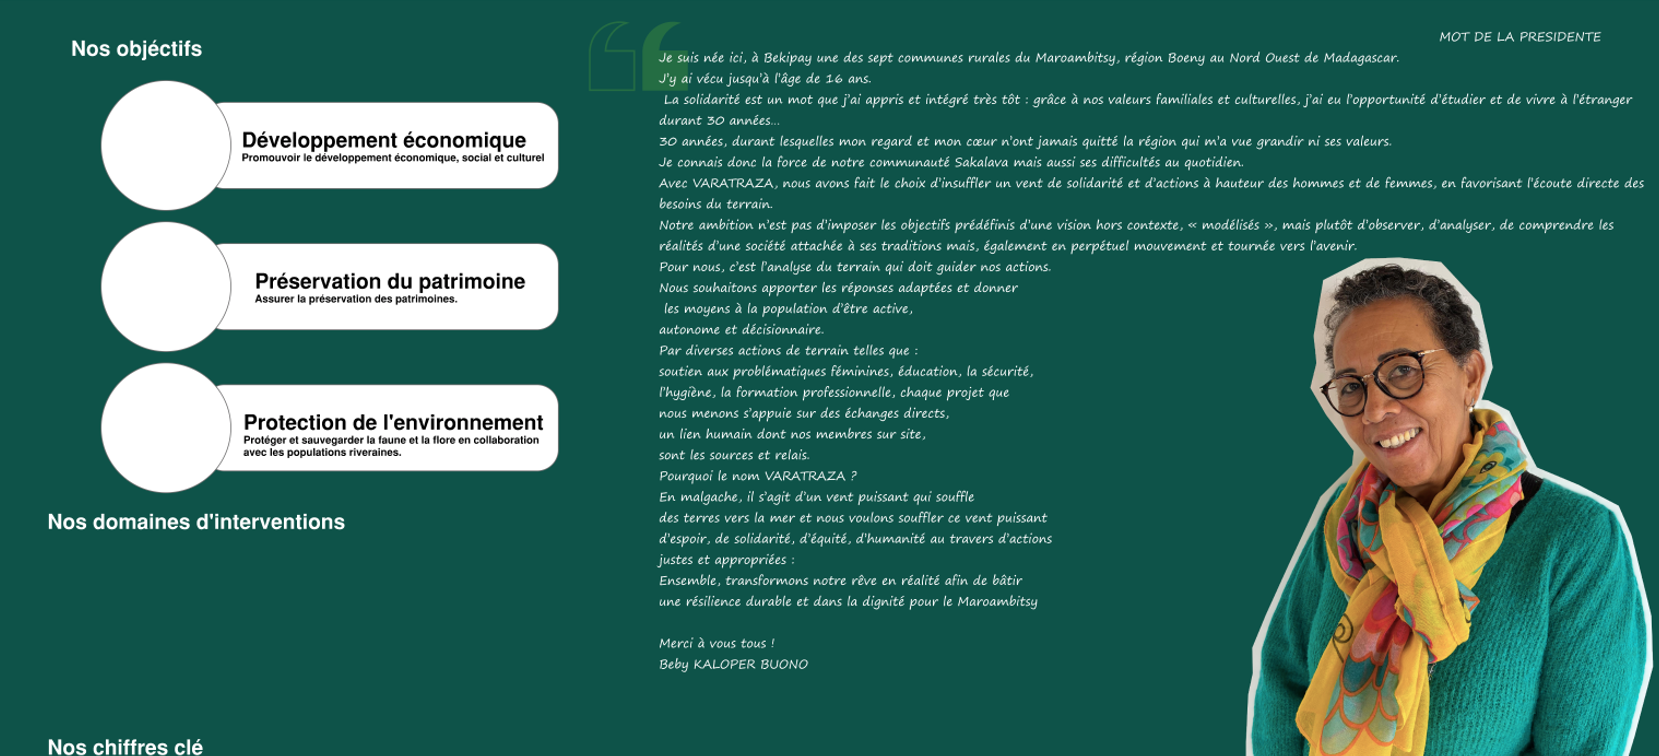 Nos objéctifs
Développement économique
Promouvoir le développement économique, social et culturel
Préservation du patrimoine
Assurer la préservation des patrimoines.
Protection de l'environnement
Protéger et sauvegarder la faune et la flore en collaboration
avec les populations riveraines.
Nos domaines d'interventions
Nos chiffres clé
MOT DE LA PRESIDENTE
Je suis née ici, à Bekipay une des sept communes rurales du Maroambitsy, région Boeny au Nord Ouest de Madagascar.
J'y ai vécu jusqu'à l'âge de 16 ans.
La solidarité est un mot que j'ai appris et intégré très tôt : grâce à nos valeurs familiales et culturelles, j'ai eu l'opportunité d'étudier et de vivre à l'étranger
durant 30 années...
30 années, durant lesquelles mon regard et mon cœur n'ont jamais quitté la région qui m'a vue grandir ni ses valeurs.
Je connais donc la force de notre communauté Sakalava mais aussi ses difficultés au quotidien.
Avec VARATRAZA, nous avons fait le choix d'insuffler un vent de solidarité et d'actions à hauteur des hommes et de femmes, en favorisant l'écoute directe des
besoins du terrain.
Notre ambition n'est pas d'imposer les objectifs prédéfinis d'une vision hors contexte, « modélisés », mais plutôt d'observer, d'analyser, de comprendre les
réalités d'une société attachée à ses traditions mais, également en perpétuel mouvement et tournée vers l'avenir.
Pour nous, c'est l'analyse du terrain qui doit guider nos actions.
Nous souhaitons apporter les réponses adaptées et donner
les moyens à la population d'être active,
autonome et décisionnaire.
Par diverses actions de terrain telles que :
soutien aux problématiques féminines, éducation, la sécurité,
l'hygiène, la formation professionnelle, chaque projet que
nous menons s'appuie sur des échanges directs,
un lien humain dont nos membres sur site,
sont les sources et relais.
Pourquoi le nom VARATRAZA ?
En malgache, il s'agit d'un vent puissant qui souffle
des terres vers la mer et nous voulons souffler ce vent puissant
d'espoir, de solidarité, d'équité, d'humanité au travers d'actions
justes et appropriées :
Ensemble, transformons notre rêve en réalité afin de bâtir
une résilience durable et dans la dignité pour le Maroambitsy
Merci à vous tous !
Beby KALOPER BUONO